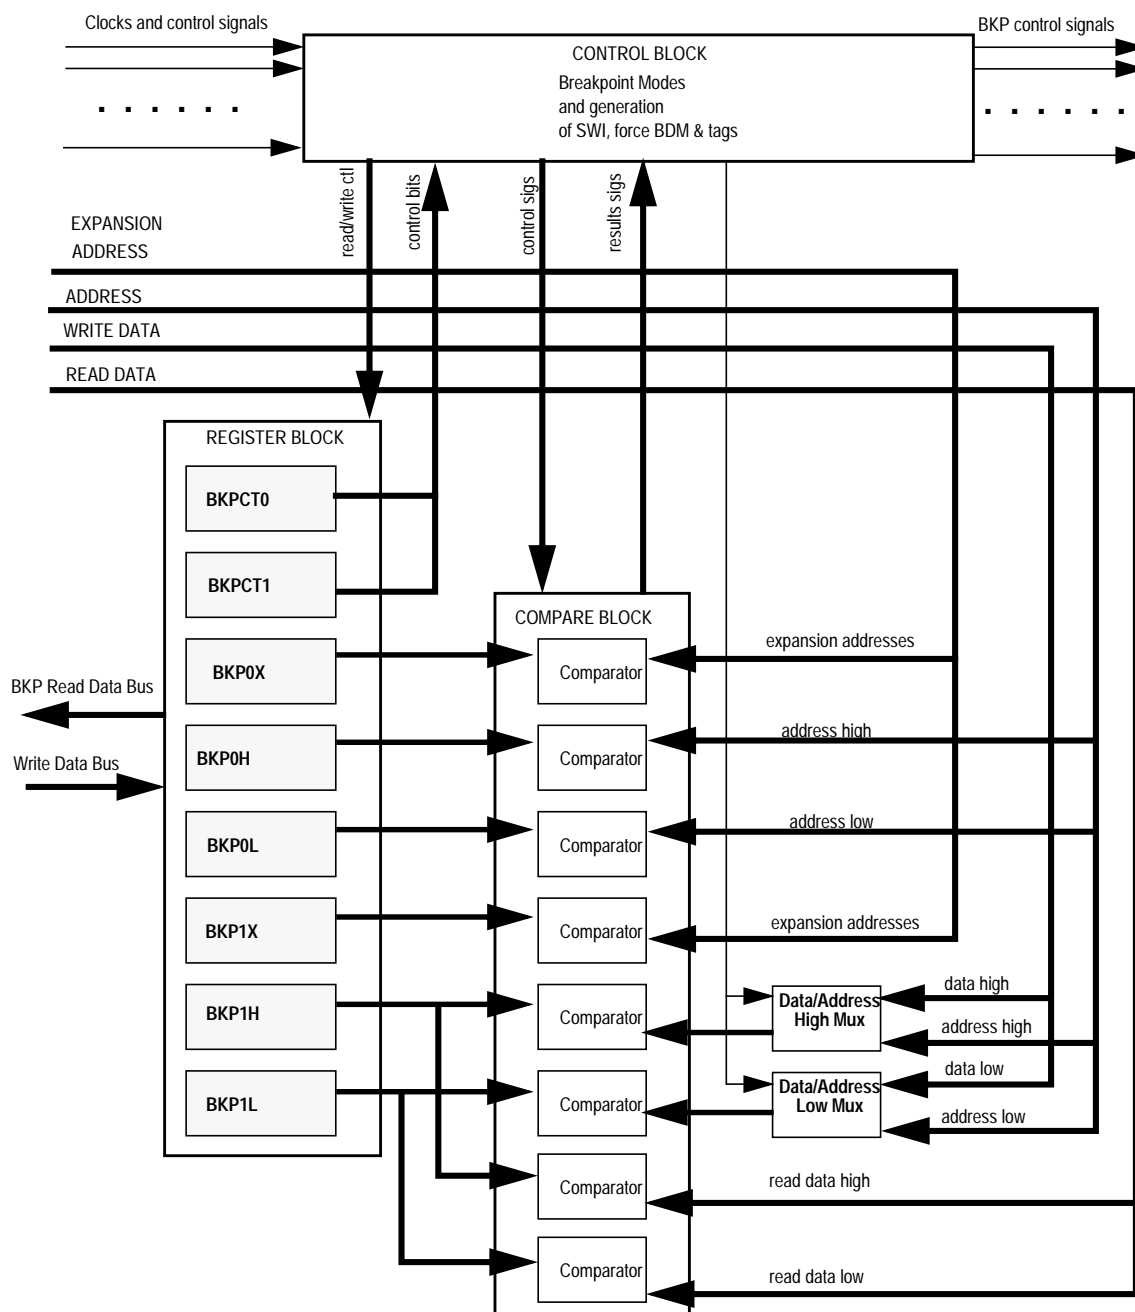 Clocks and control signals
BKP control signals
CONTROL BLOCK
Breakpoint Modes
and generation
of SWI, force BDM & tags
read/write ctl
control bits
control sigs
results sigs
EXPANSION
ADDRESS
ADDRESS
WRITE DATA
READ DATA
REGISTER BLOCK
BKPCT0
BKPCT1
COMPARE BLOCK
BKP0X
Comparator
expansion addresses
BKP Read Data Bus
BKP0H
Comparator
address high
Write Data Bus
BKP0L
Comparator
address low
BKP1X
Comparator
expansion addresses
BKP1H
Comparator
Data/Address
High Mux
data high
address high
BKP1L
Comparator
Data/Address
Low Mux
data low
address low
Comparator
read data high
Comparator
read data low